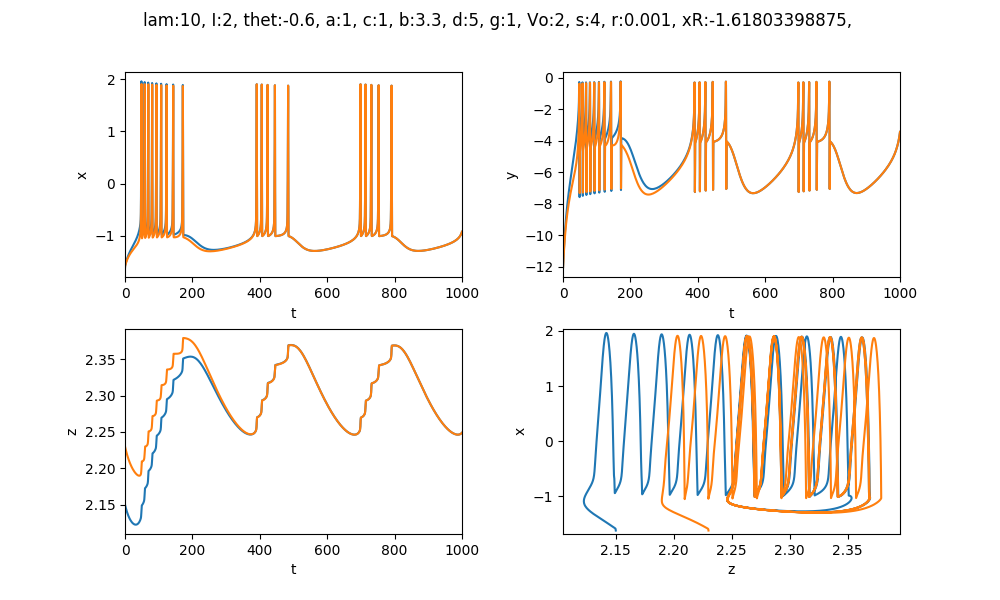 lam:10, I:2, thet:-0.6, a:1, c:1, b:3.3, d:5, g:1, Vo:2, s:4, r:0.001, xR:-1.61803398875,
2
1
0
−1
x
0 200 400 600 800 1000
t
0
−2
−4
−6
−8
−10
−12
y
0 200 400 600 800 1000
t
2.35
2.30
2.25
2.20
2.15
z
0 200 400 600 800 1000
t
2
1
0
−1
x
2.15 2.20 2.25 2.30 2.35
z